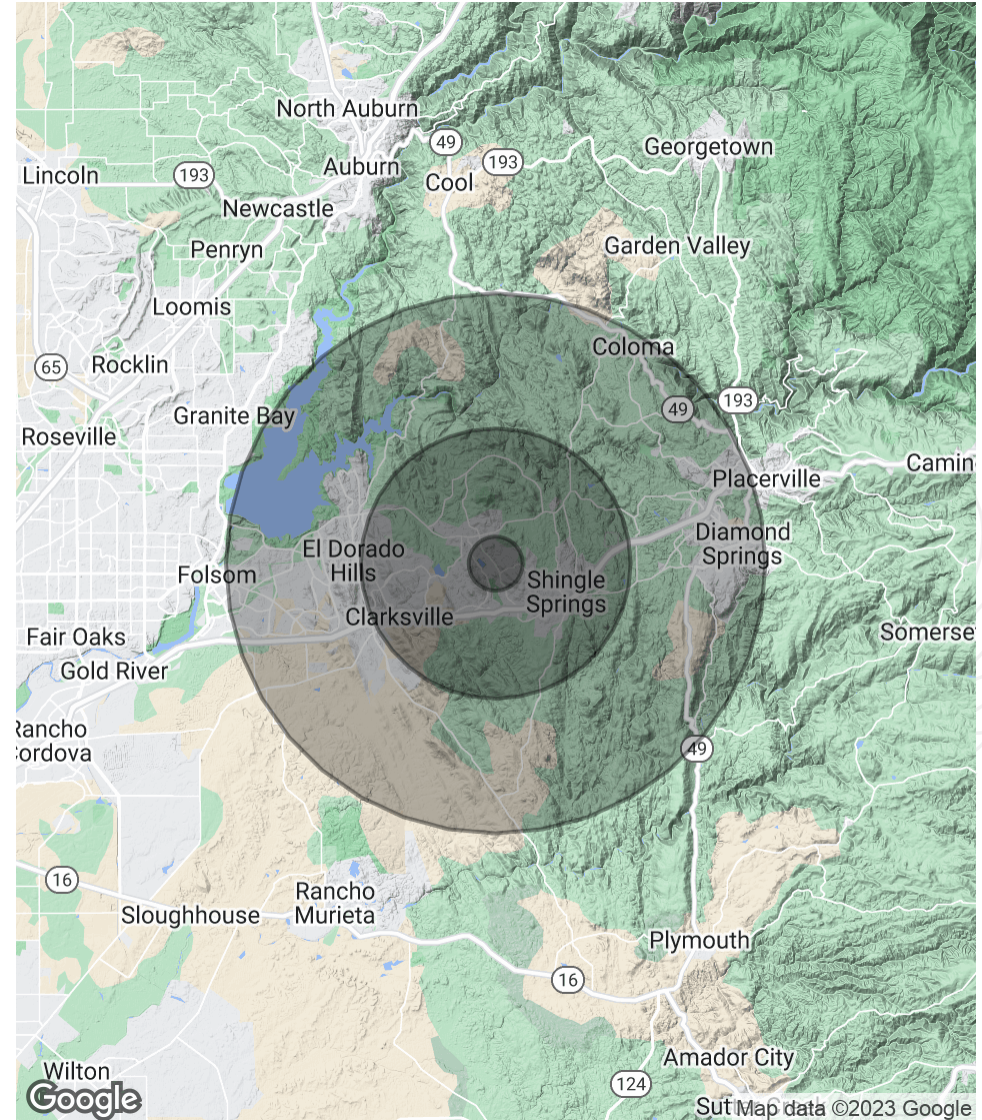 North Auburn
49
Georgetown
193
Auburn
Lincoln
193
Cool
Newcastle
Penryn
Garden Valley
Loomis
Coloma
65
Rocklin
193
49
Granite Bay
Roseville
Camin
Placerville
Diamond
Springs
El Dorado
Hills
Folsom
Shingle
Springs
Clarksville
Fair Oaks
Somerse
Gold River
Rancho
Cordova
49
16
Rancho
Murieta
Sloughhouse
Plymouth
16
Amador City
Wilton
124
Google
Map data ©2023 Google